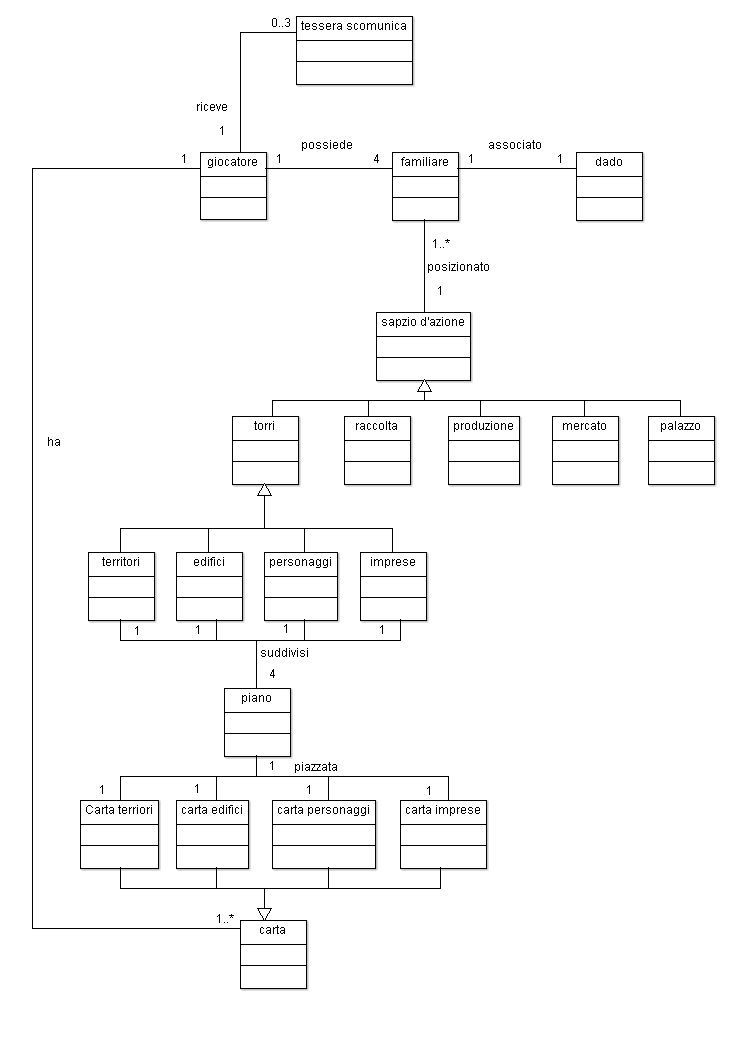 0..3
tessera scomunica
riceve
1
possiede
associato
1
giocatore
1
4
familiare
1
1
dado
1..*
posizionato
1
sapzio d'azione
torri
raccolta
produzione
mercato
palazzo
ha
territori
edifici
personaggi
imprese
1
1
1
1
suddivisi
4
piano
1
piazzata
1
1
1
1
Carta terriori
carta edifici
carta personaggi
carta imprese
1..*
carta